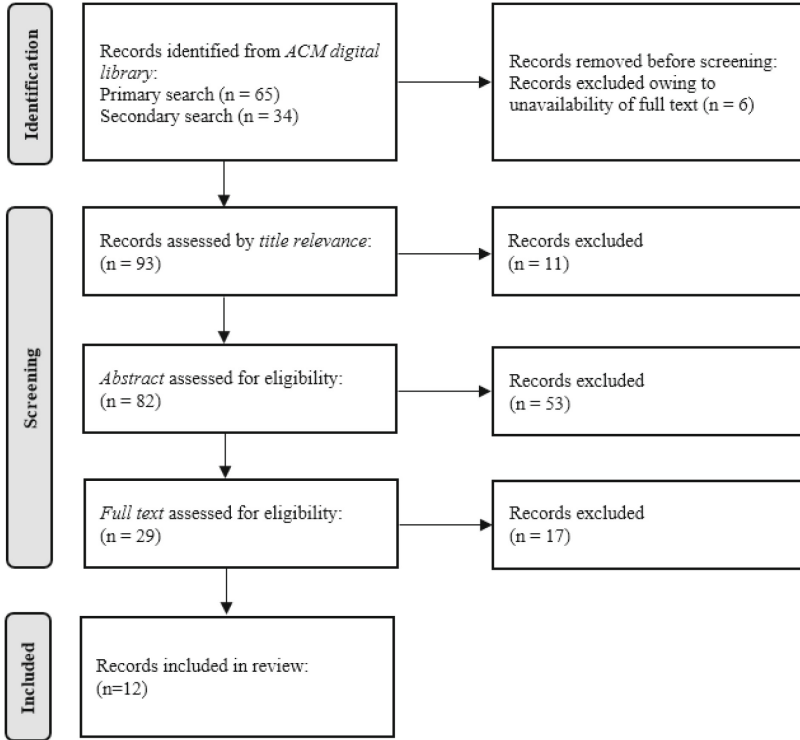 Identification
Records identified from ACM digital
library:
Primary search (n = 65)
Secondary search (n = 34)
Records removed before screening:
Records excluded owing to
unavailability of full text (n = 6)
Screening
Records assessed by title relevance:
(n = 93)
Records excluded
(n = 11)
Abstract assessed for eligibility:
(n = 82)
Records excluded
(n = 53)
Full text assessed for eligibility:
(n = 29)
Records excluded
(n = 17)
Included
Records included in review:
(n=12)